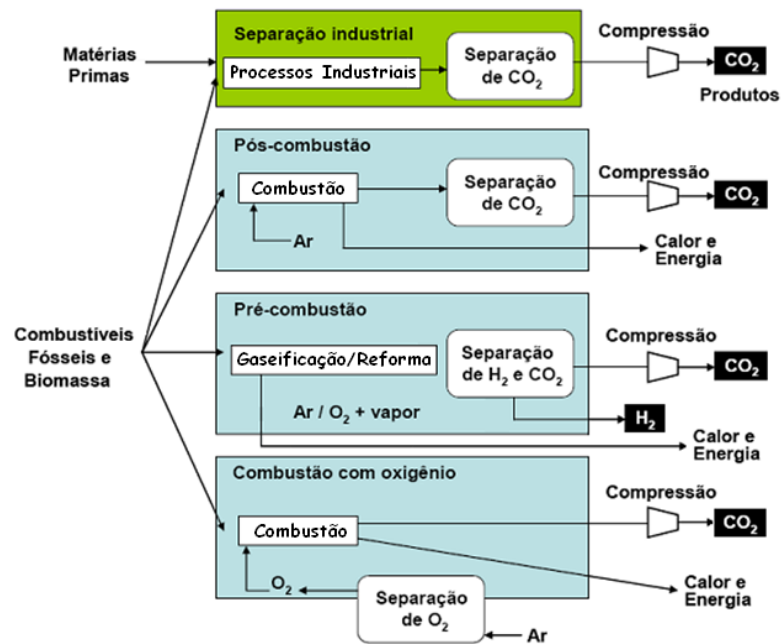 Separação industrial
Matérias
Primas
Processos Industriais
Separação
de CO₂
Compressão
CO₂
Produtos
Pós-combustão
Combustão
Ar
Separação
de CO₂
Compressão
CO₂
Calor e
Energia
Combustíveis
Fósseis e
Biomassa
Pré-combustão
Gaseificação/Reforma
Ar / O₂ + vapor
Separação
de H₂ e CO₂
Compressão
CO₂
H₂
Calor e
Energia
Combustão com oxigênio
Combustão
O₂
Separação
de O₂
Ar
Compressão
CO₂
Calor e
Energia